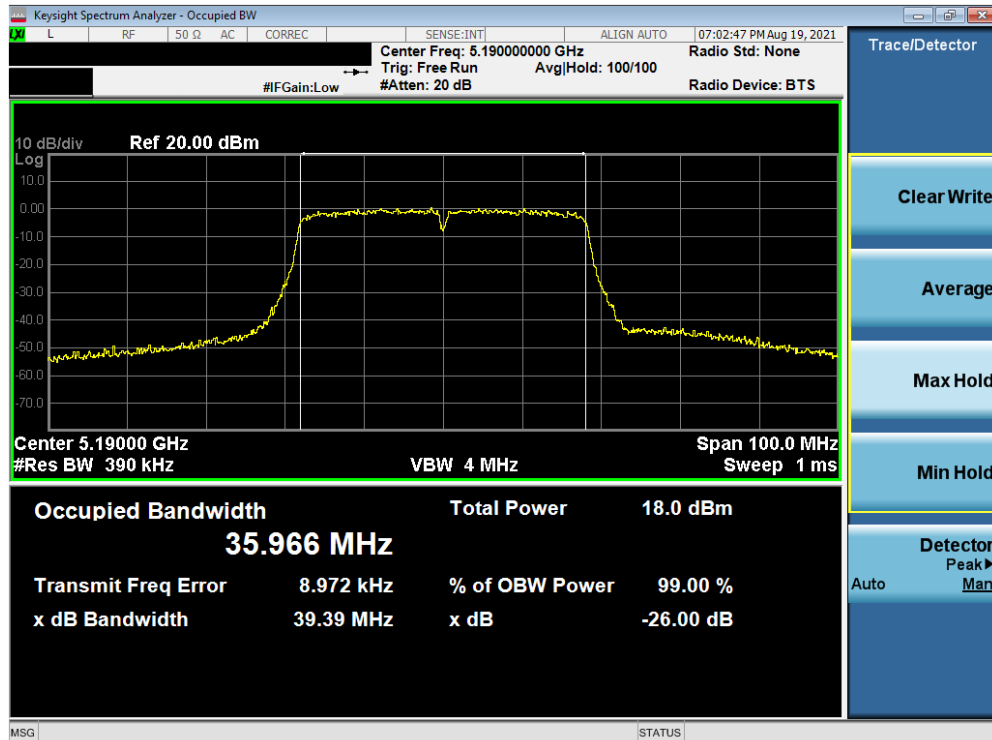 Keysight Spectrum Analyzer - Occupied BW
LXI L RF 50 Ω AC CORREC SENSE:INT ALIGN AUTO 07:02:47 PM Aug 19, 2021
Center Freq: 5.190000000 GHz Radio Std: None
Trig: Free Run Avg|Hold: 100/100
#IFGain:Low #Atten: 20 dB Radio Device: BTS
Trace/Detector
10 dB/div Ref 20.00 dBm
Log
10.0
0.00
-10.0
-20.0
-30.0
-40.0
-50.0
-60.0
-70.0
Center 5.19000 GHz Span 100.0 MHz
#Res BW 390 kHz VBW 4 MHz Sweep 1 ms
Occupied Bandwidth Total Power 18.0 dBm
35.966 MHz
Transmit Freq Error 8.972 kHz % of OBW Power 99.00 %
x dB Bandwidth 39.39 MHz x dB -26.00 dB
Clear Write
Average
Max Hold
Min Hold
Detector
Peak▶
Auto Man
MSG STATUS